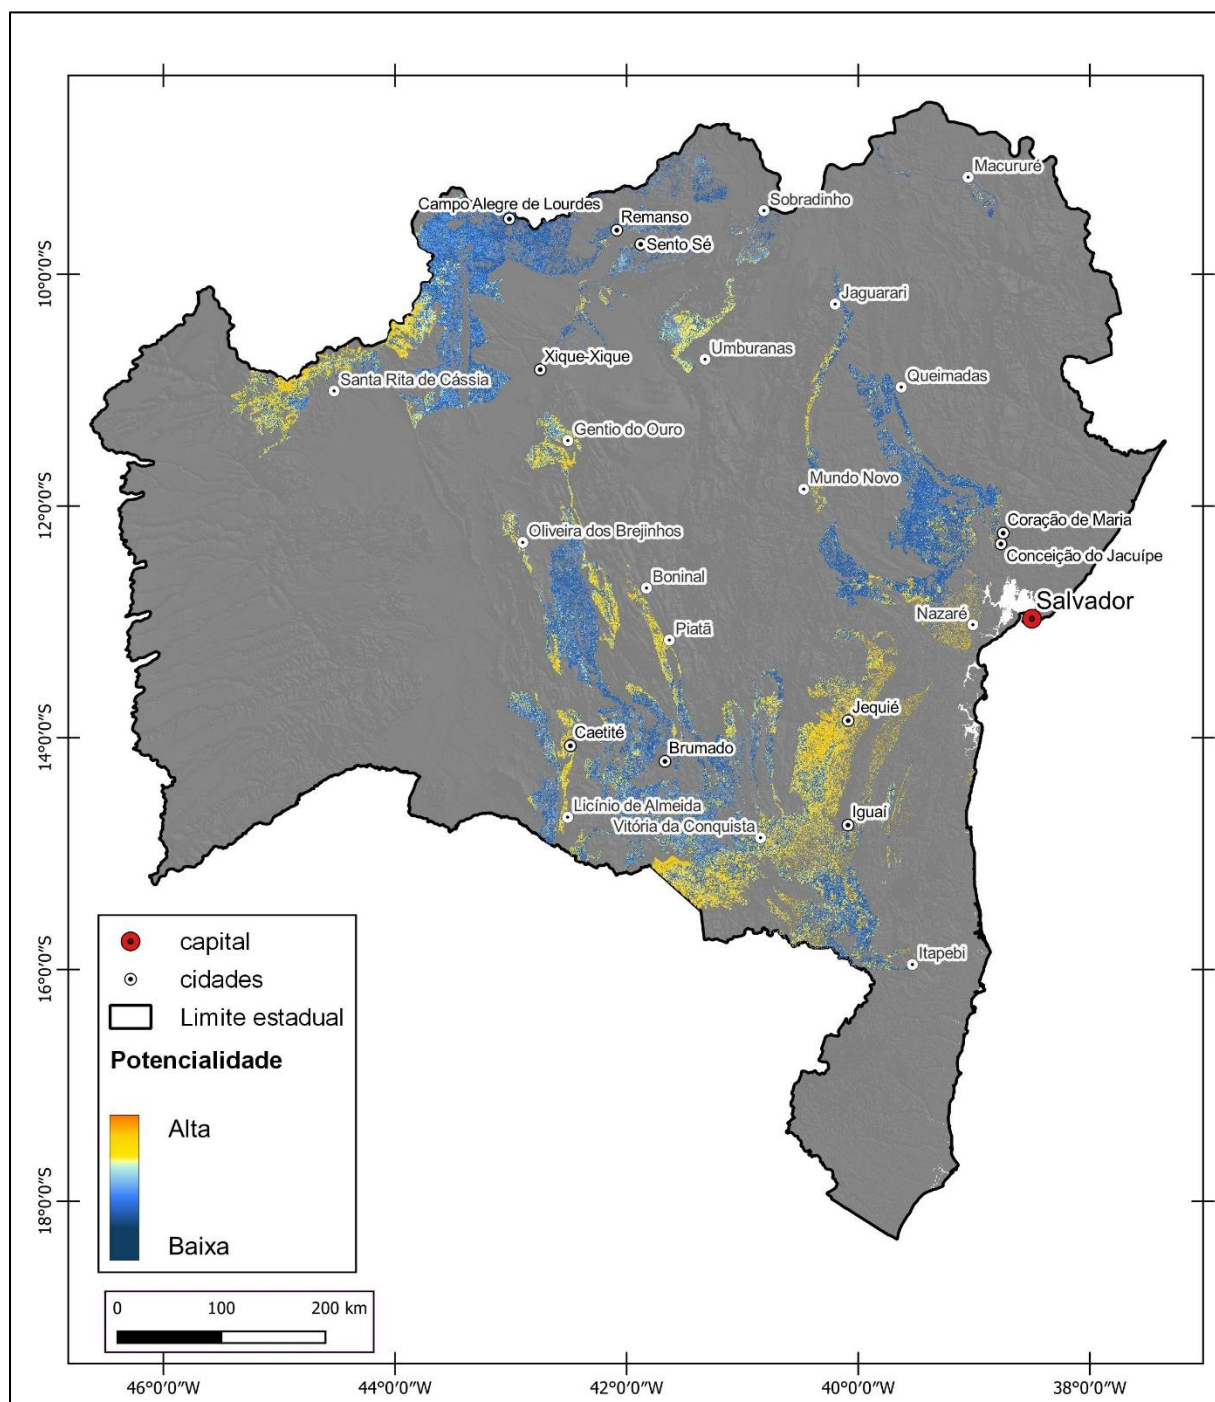 Macururé
Sobradinho
Campo Alegre de Lourdes
Remanso
Sento Sé
10°0'0"S
Jaguarari
Umburanas
Xique-Xique
Santa Rita de Cássia
Queimadas
Gentio do Ouro
Mundo Novo
12°0'0"S
Coração de Maria
Oliveira dos Brejinhos
Conceição do Jacuípe
Boninal
Salvador
Nazaré
Piatã
Jequié
14°0'0"S
Caetité
Brumado
Licínio de Almeida
Iguaí
Vitória da Conquista
Itapebi
16°0'0"S
capital
cidades
Limite estadual
Potencialidade
Alta
Baixa
18°0'0"S
0 100 200 km
46°0'0"W 44°0'0"W 42°0'0"W 40°0'0"W 38°0'0"W